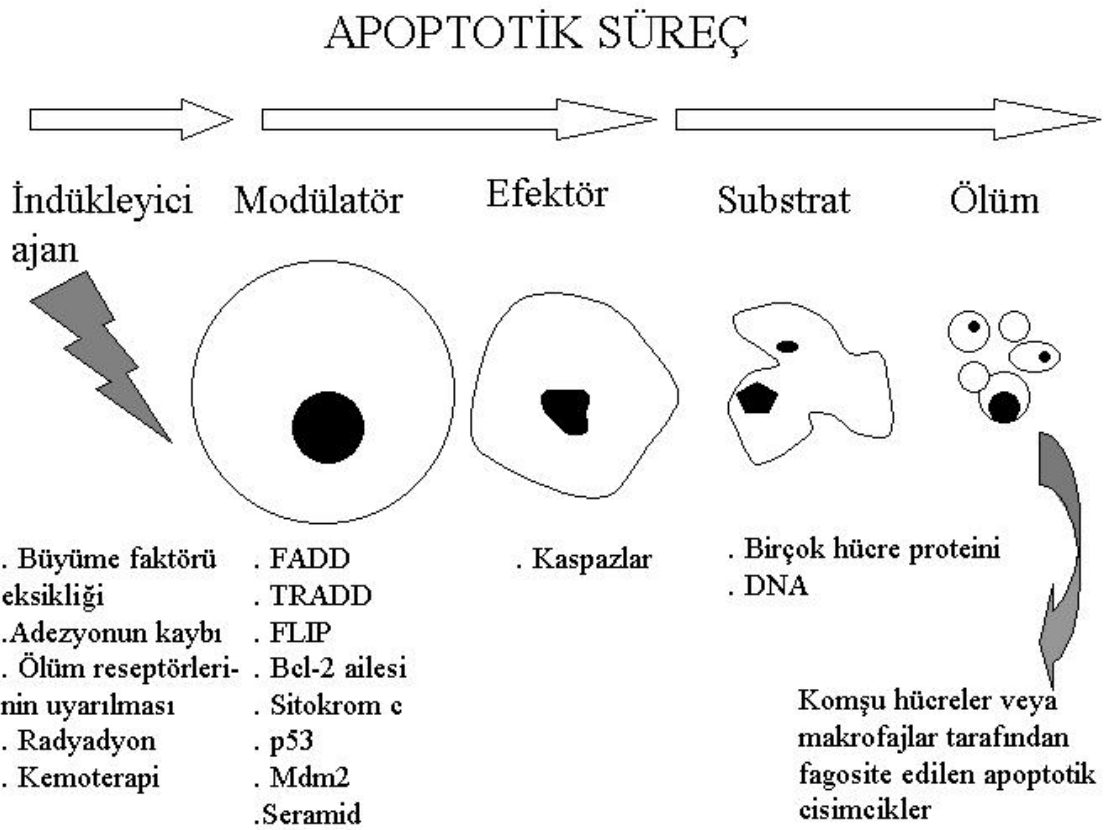 APOPTOTİK SÜREÇ
İndükleyici
ajan
Modülatör
Efektör
Substrat
Ölüm
. Büyüme faktörü
eksikliği
.Adezyonun kaybı
. Ölüm reseptörleri-
nin uyarılması
. Radyadyon
. Kemoterapi
. FADD
. TRADD
. FLIP
. Bcl-2 ailesi
. Sitokrom c
. p53
. Mdm2
.Seramid
. Kaspazlar
. Birçok hücre proteini
. DNA
Komşu hücreler veya
makrofajlar tarafından
fagosite edilen apoptotik
cisimcikler